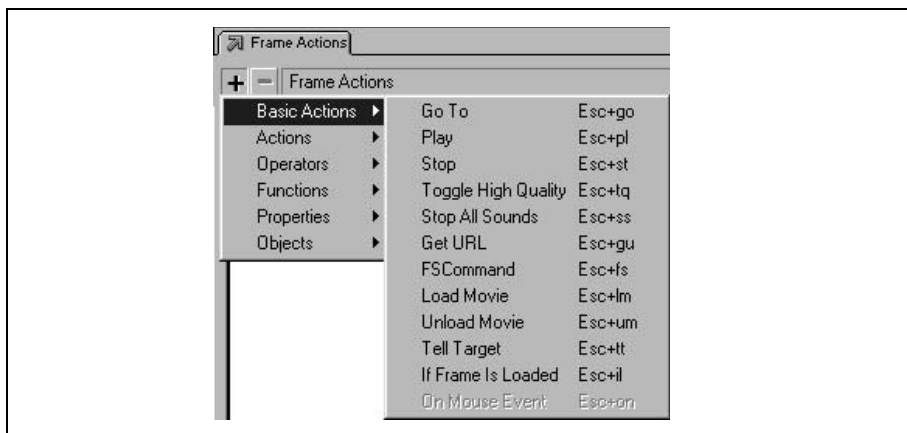 Frame Actions
+ − Frame Actions
Basic Actions
Actions
Operators
Functions
Properties
Objects
Go To Esc+go
Play Esc+pl
Stop Esc+st
Toggle High Quality Esc+tq
Stop All Sounds Esc+ss
Get URL Esc+gu
FSCommand Esc+fs
Load Movie Esc+lm
Unload Movie Esc+um
Tell Target Esc+tt
If Frame Is Loaded Esc+il
On Mouse Event Esc+on